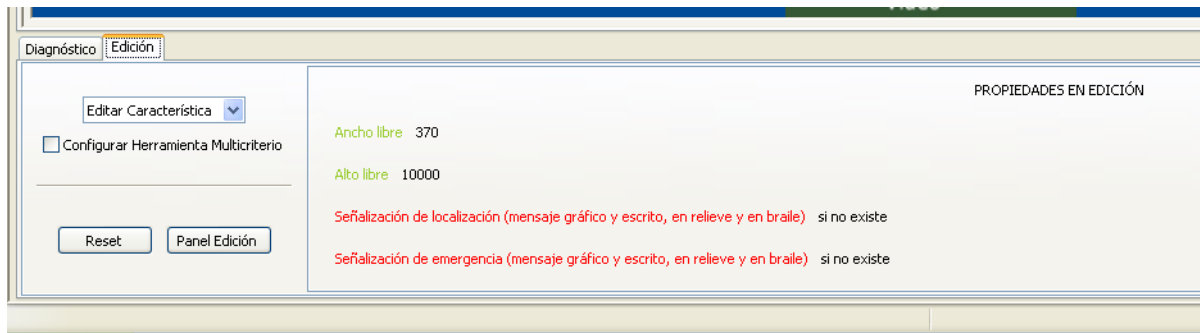 Diagnóstico Edición
PROPIEDADES EN EDICIÓN
Editar Característica
Configurar Herramienta Multicriterio
Reset Panel Edición
Ancho libre 370
Alto libre 10000
Señalización de localización (mensaje gráfico y escrito, en relieve y en braile) si no existe
Señalización de emergencia (mensaje gráfico y escrito, en relieve y en braile) si no existe